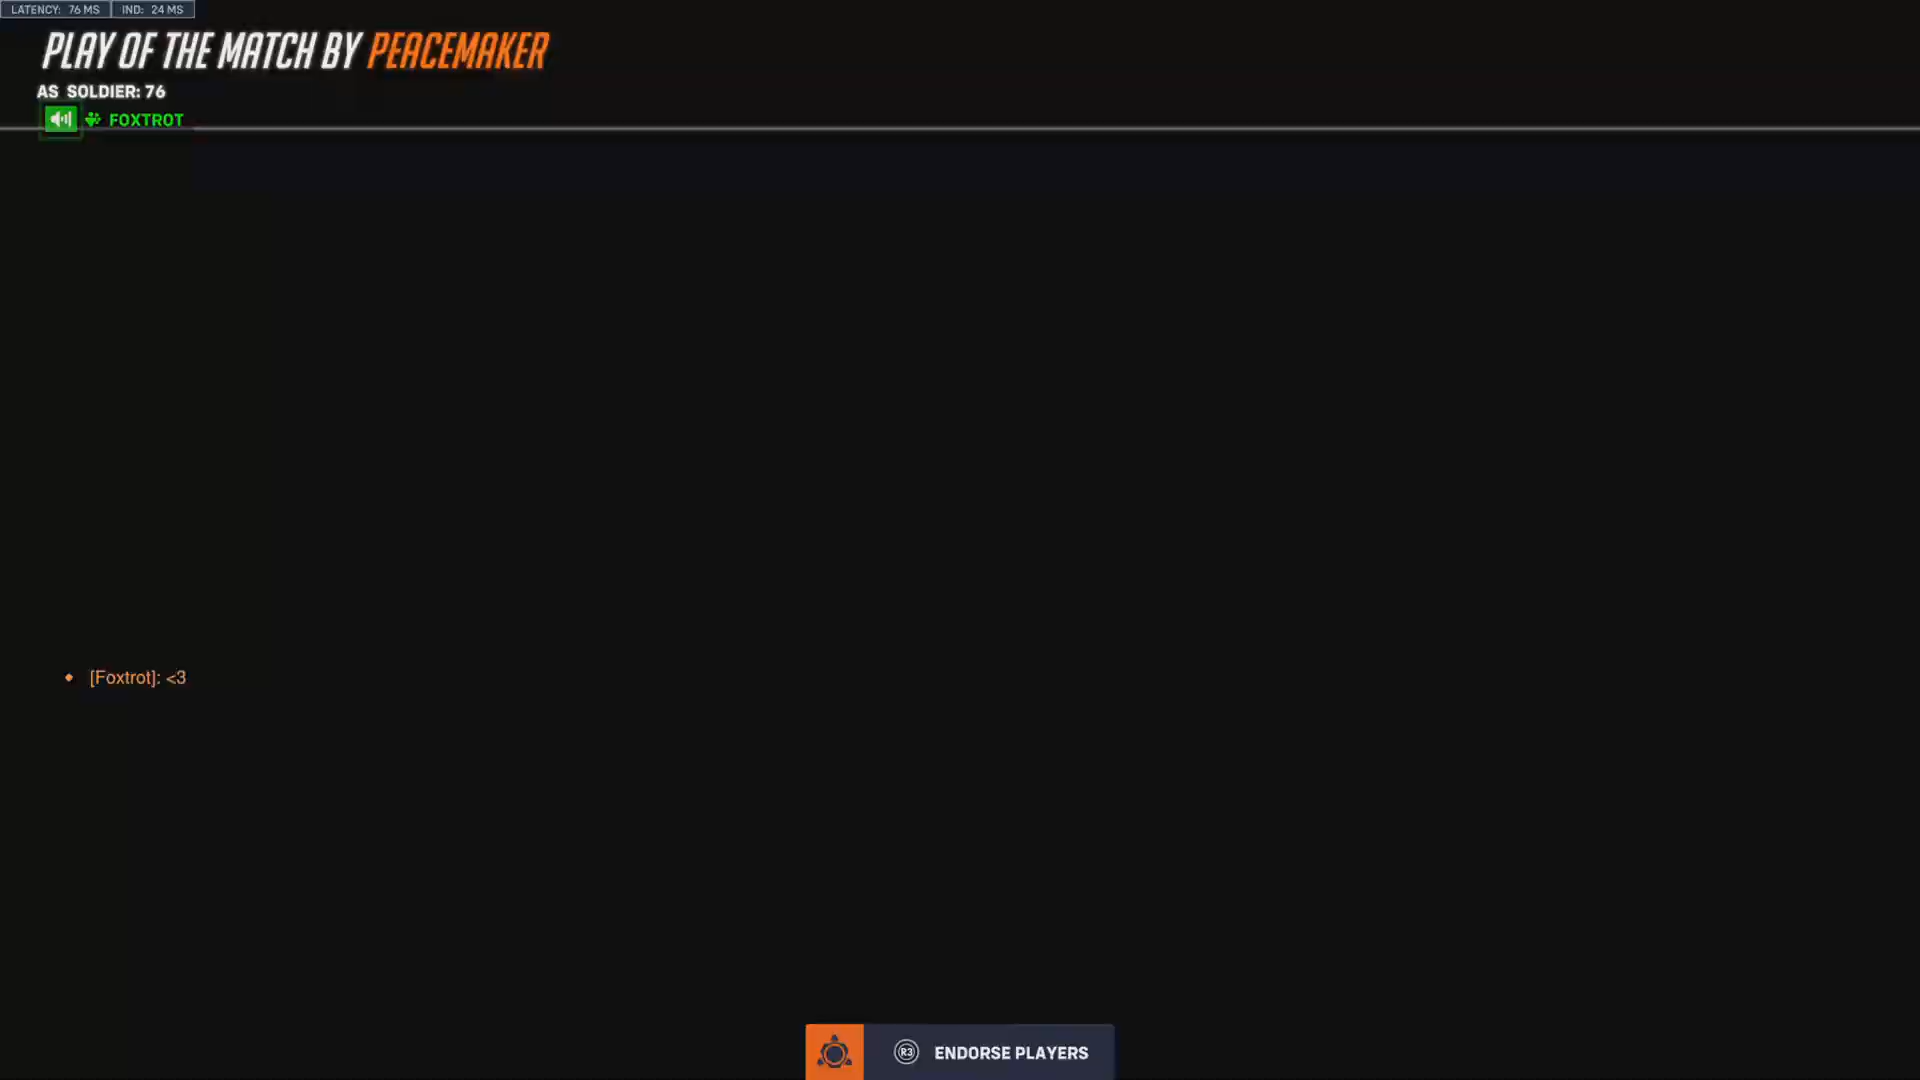 LATENCY: 76 MS IND: 24 MS
PLAY OF THE MATCH BY PEACEMAKER
AS SOLDIER: 76
FOXTROT
[Foxtrot]: <3
R3 ENDORSE PLAYERS